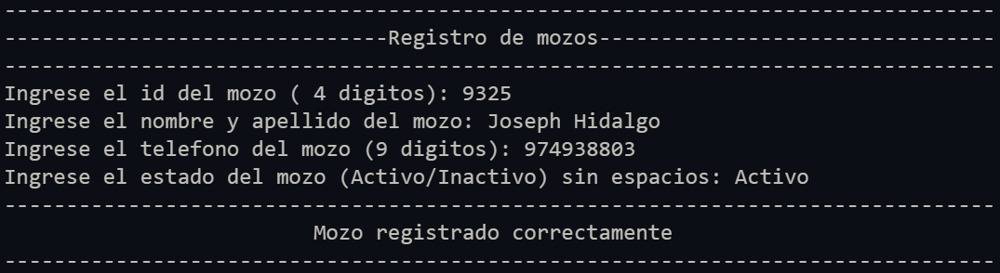 --------------------------------------------------------------------------------
-------------------------------Registro de mozos--------------------------------
--------------------------------------------------------------------------------
Ingrese el id del mozo ( 4 digitos): 9325
Ingrese el nombre y apellido del mozo: Joseph Hidalgo
Ingrese el telefono del mozo (9 digitos): 974938803
Ingrese el estado del mozo (Activo/Inactivo) sin espacios: Activo
--------------------------------------------------------------------------------
                         Mozo registrado correctamente
--------------------------------------------------------------------------------